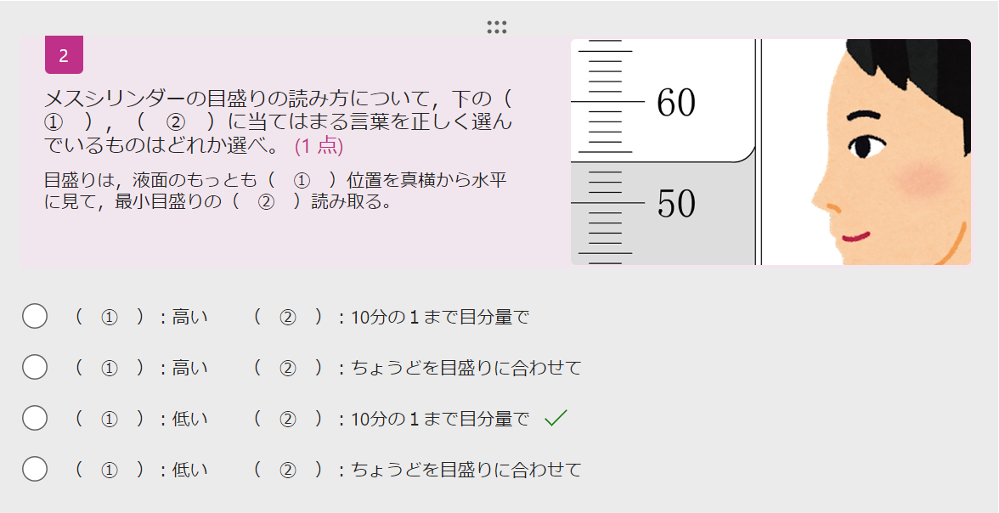 2
メスシリンダーの目盛りの読み方について，下の（
①　），（　②　）に当てはまる言葉を正しく選ん
でいるものはどれか選べ。 (1 点)
目盛りは，液面のもっとも（　①　）位置を真横から水平
に見て，最小目盛りの（　②　）読み取る。
60
50
（　①　）：高い　　（　②　）：10分の１まで目分量で
（　①　）：高い　　（　②　）：ちょうどを目盛りに合わせて
（　①　）：低い　　（　②　）：10分の１まで目分量で
（　①　）：低い　　（　②　）：ちょうどを目盛りに合わせて